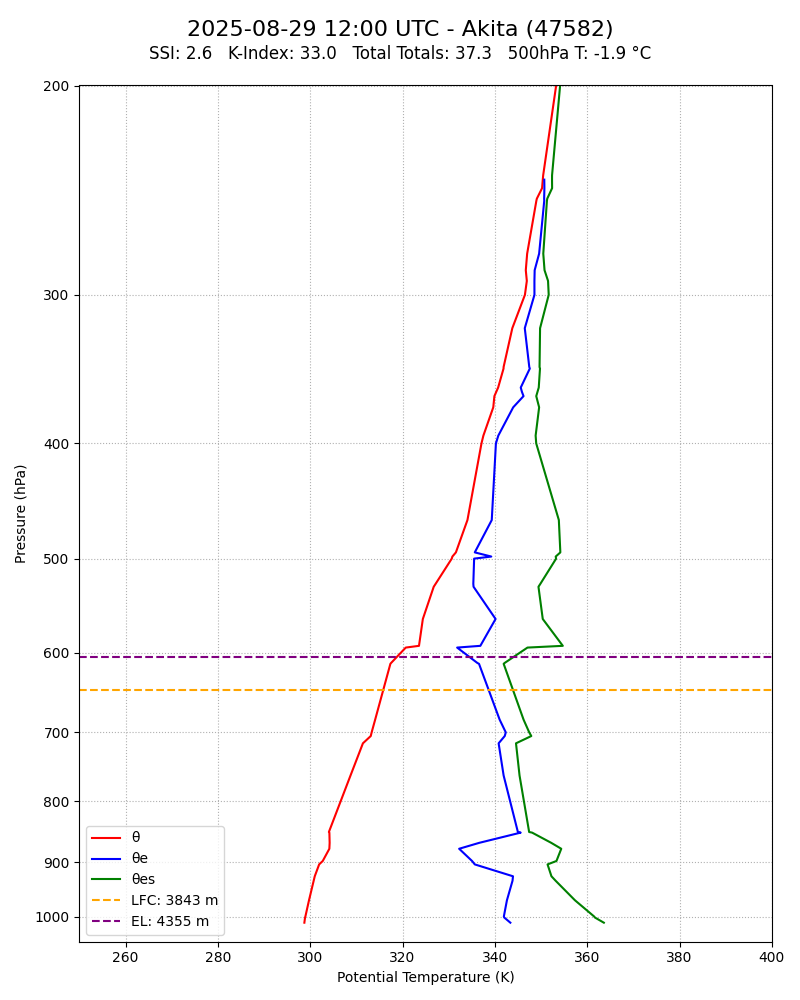 2025-08-29 12:00 UTC - Akita (47582)
SSI: 2.6   K-Index: 33.0   Total Totals: 37.3   500hPa T: -1.9 °C
200
300
400
500
600
700
800
900
1000
Pressure (hPa)
θ
θe
θes
LFC: 3843 m
EL: 4355 m
260 280 300 320 340 360 380 400
Potential Temperature (K)